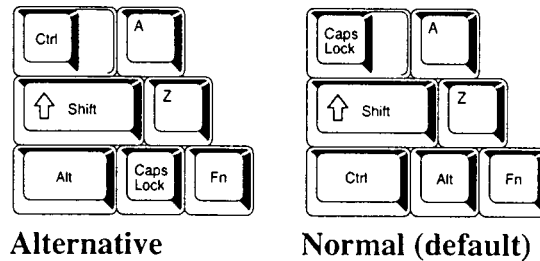 Ctrl A
Shift Z
Alt Caps Lock Fn
Alternative
Caps Lock A
Shift Z
Ctrl Alt Fn
Normal (default)